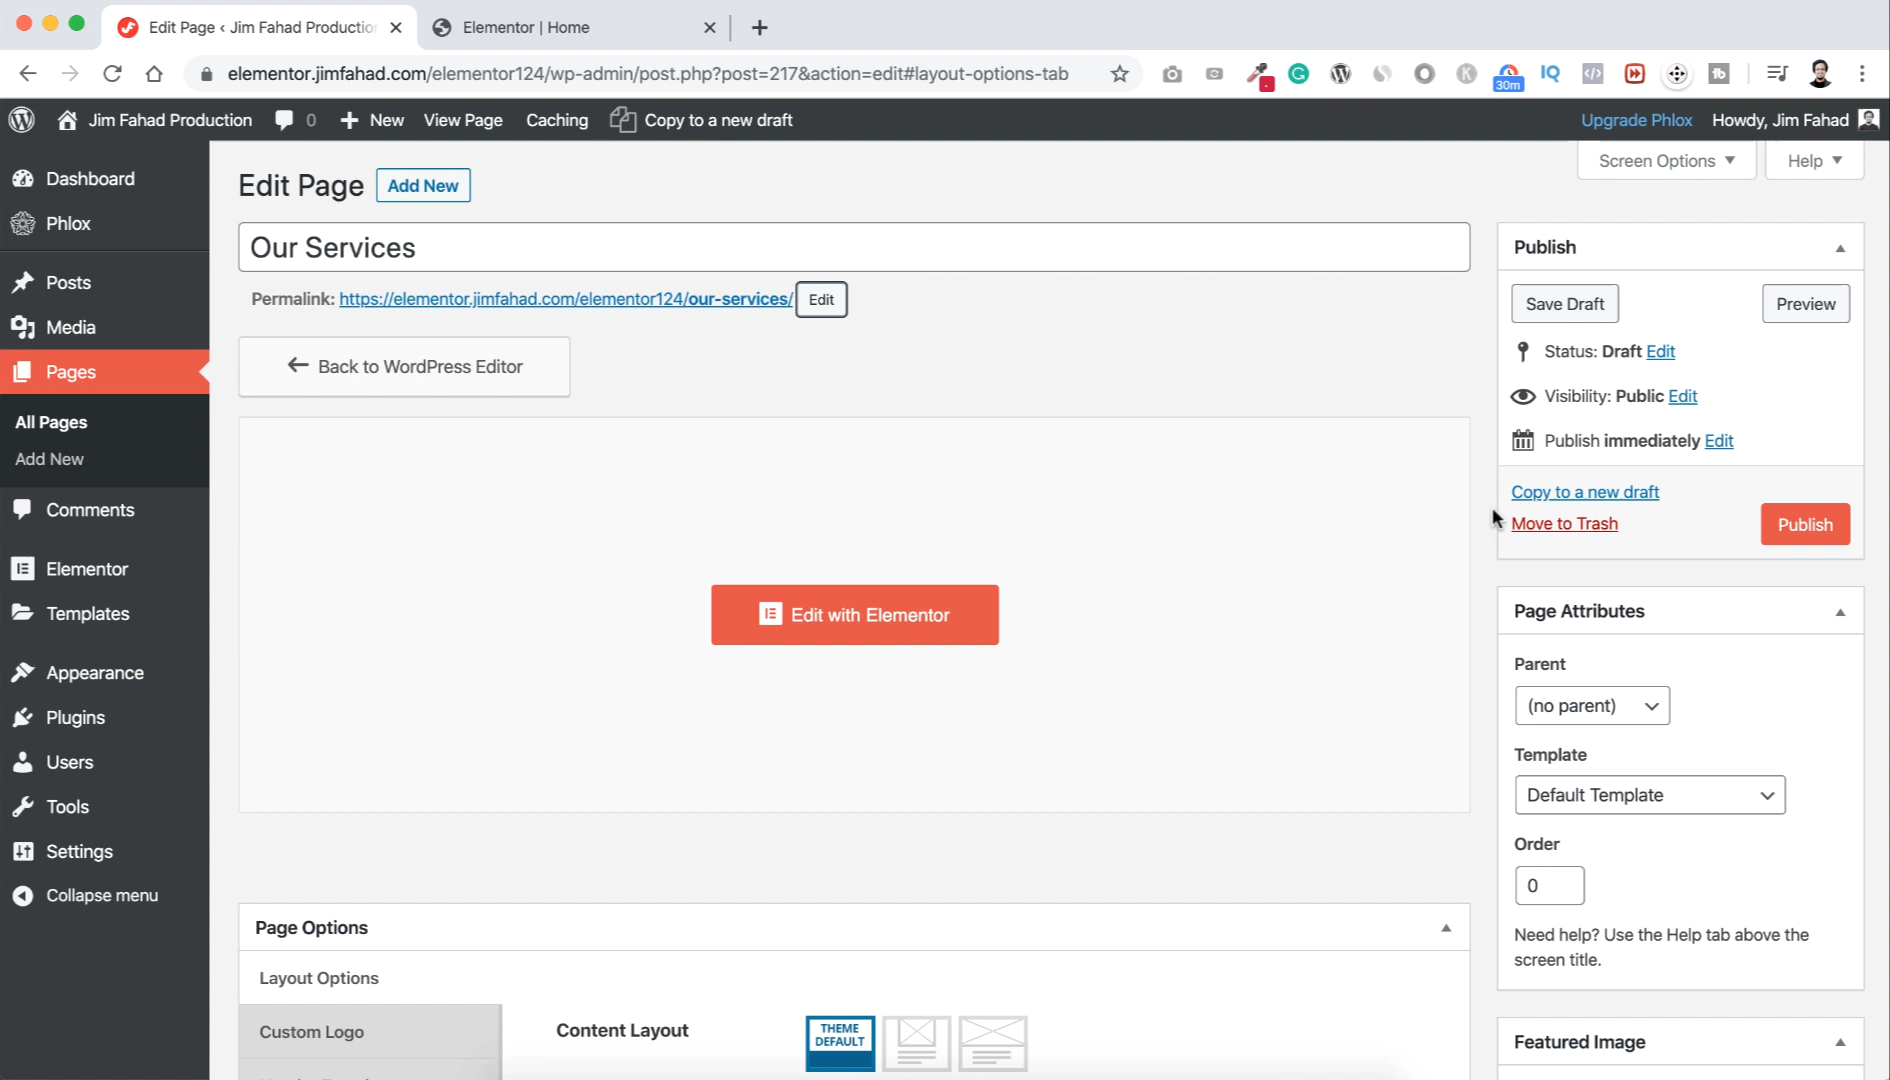 Edit Page ‹ Jim Fahad Productio
Elementor | Home
elementor.jimfahad.com/elementor124/wp-admin/post.php?post=217&action=edit#layout-options-tab
30m
IQ
Jim Fahad Production
0
New
View Page
Caching
Copy to a new draft
Upgrade Phlox
Howdy, Jim Fahad
Dashboard
Phlox
Posts
Media
Pages
All Pages
Add New
Comments
Elementor
Templates
Appearance
Plugins
Users
Tools
Settings
Collapse menu
Screen Options
Help
Edit Page
Add New
Our Services
Permalink: https://elementor.jimfahad.com/elementor124/our-services/
Edit
Back to WordPress Editor
Edit with Elementor
Page Options
Layout Options
Custom Logo
Content Layout
THEME
DEFAULT
Publish
Save Draft
Preview
Status: Draft Edit
Visibility: Public Edit
Publish immediately Edit
Copy to a new draft
Move to Trash
Publish
Page Attributes
Parent
(no parent)
Template
Default Template
Order
0
Need help? Use the Help tab above the
screen title.
Featured Image